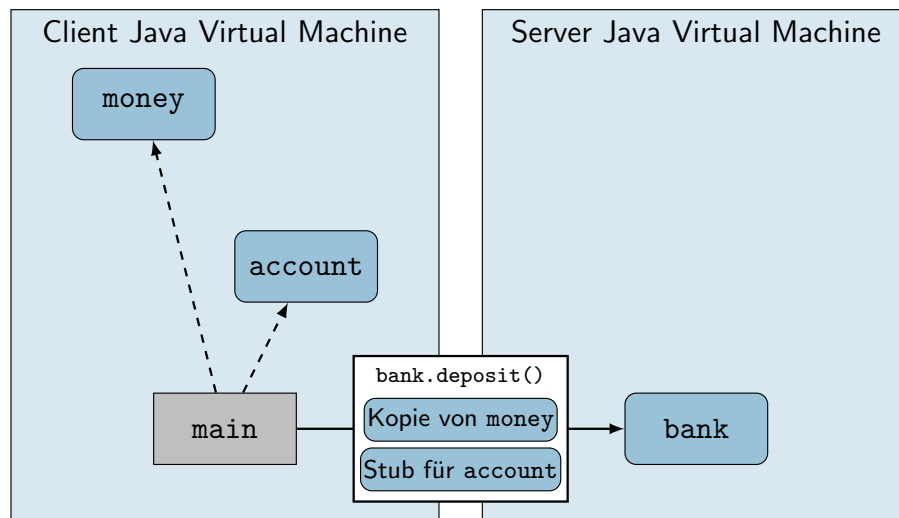 Client Java Virtual Machine
Server Java Virtual Machine
money
account
bank.deposit()
Kopie von money
Stub für account
main
bank